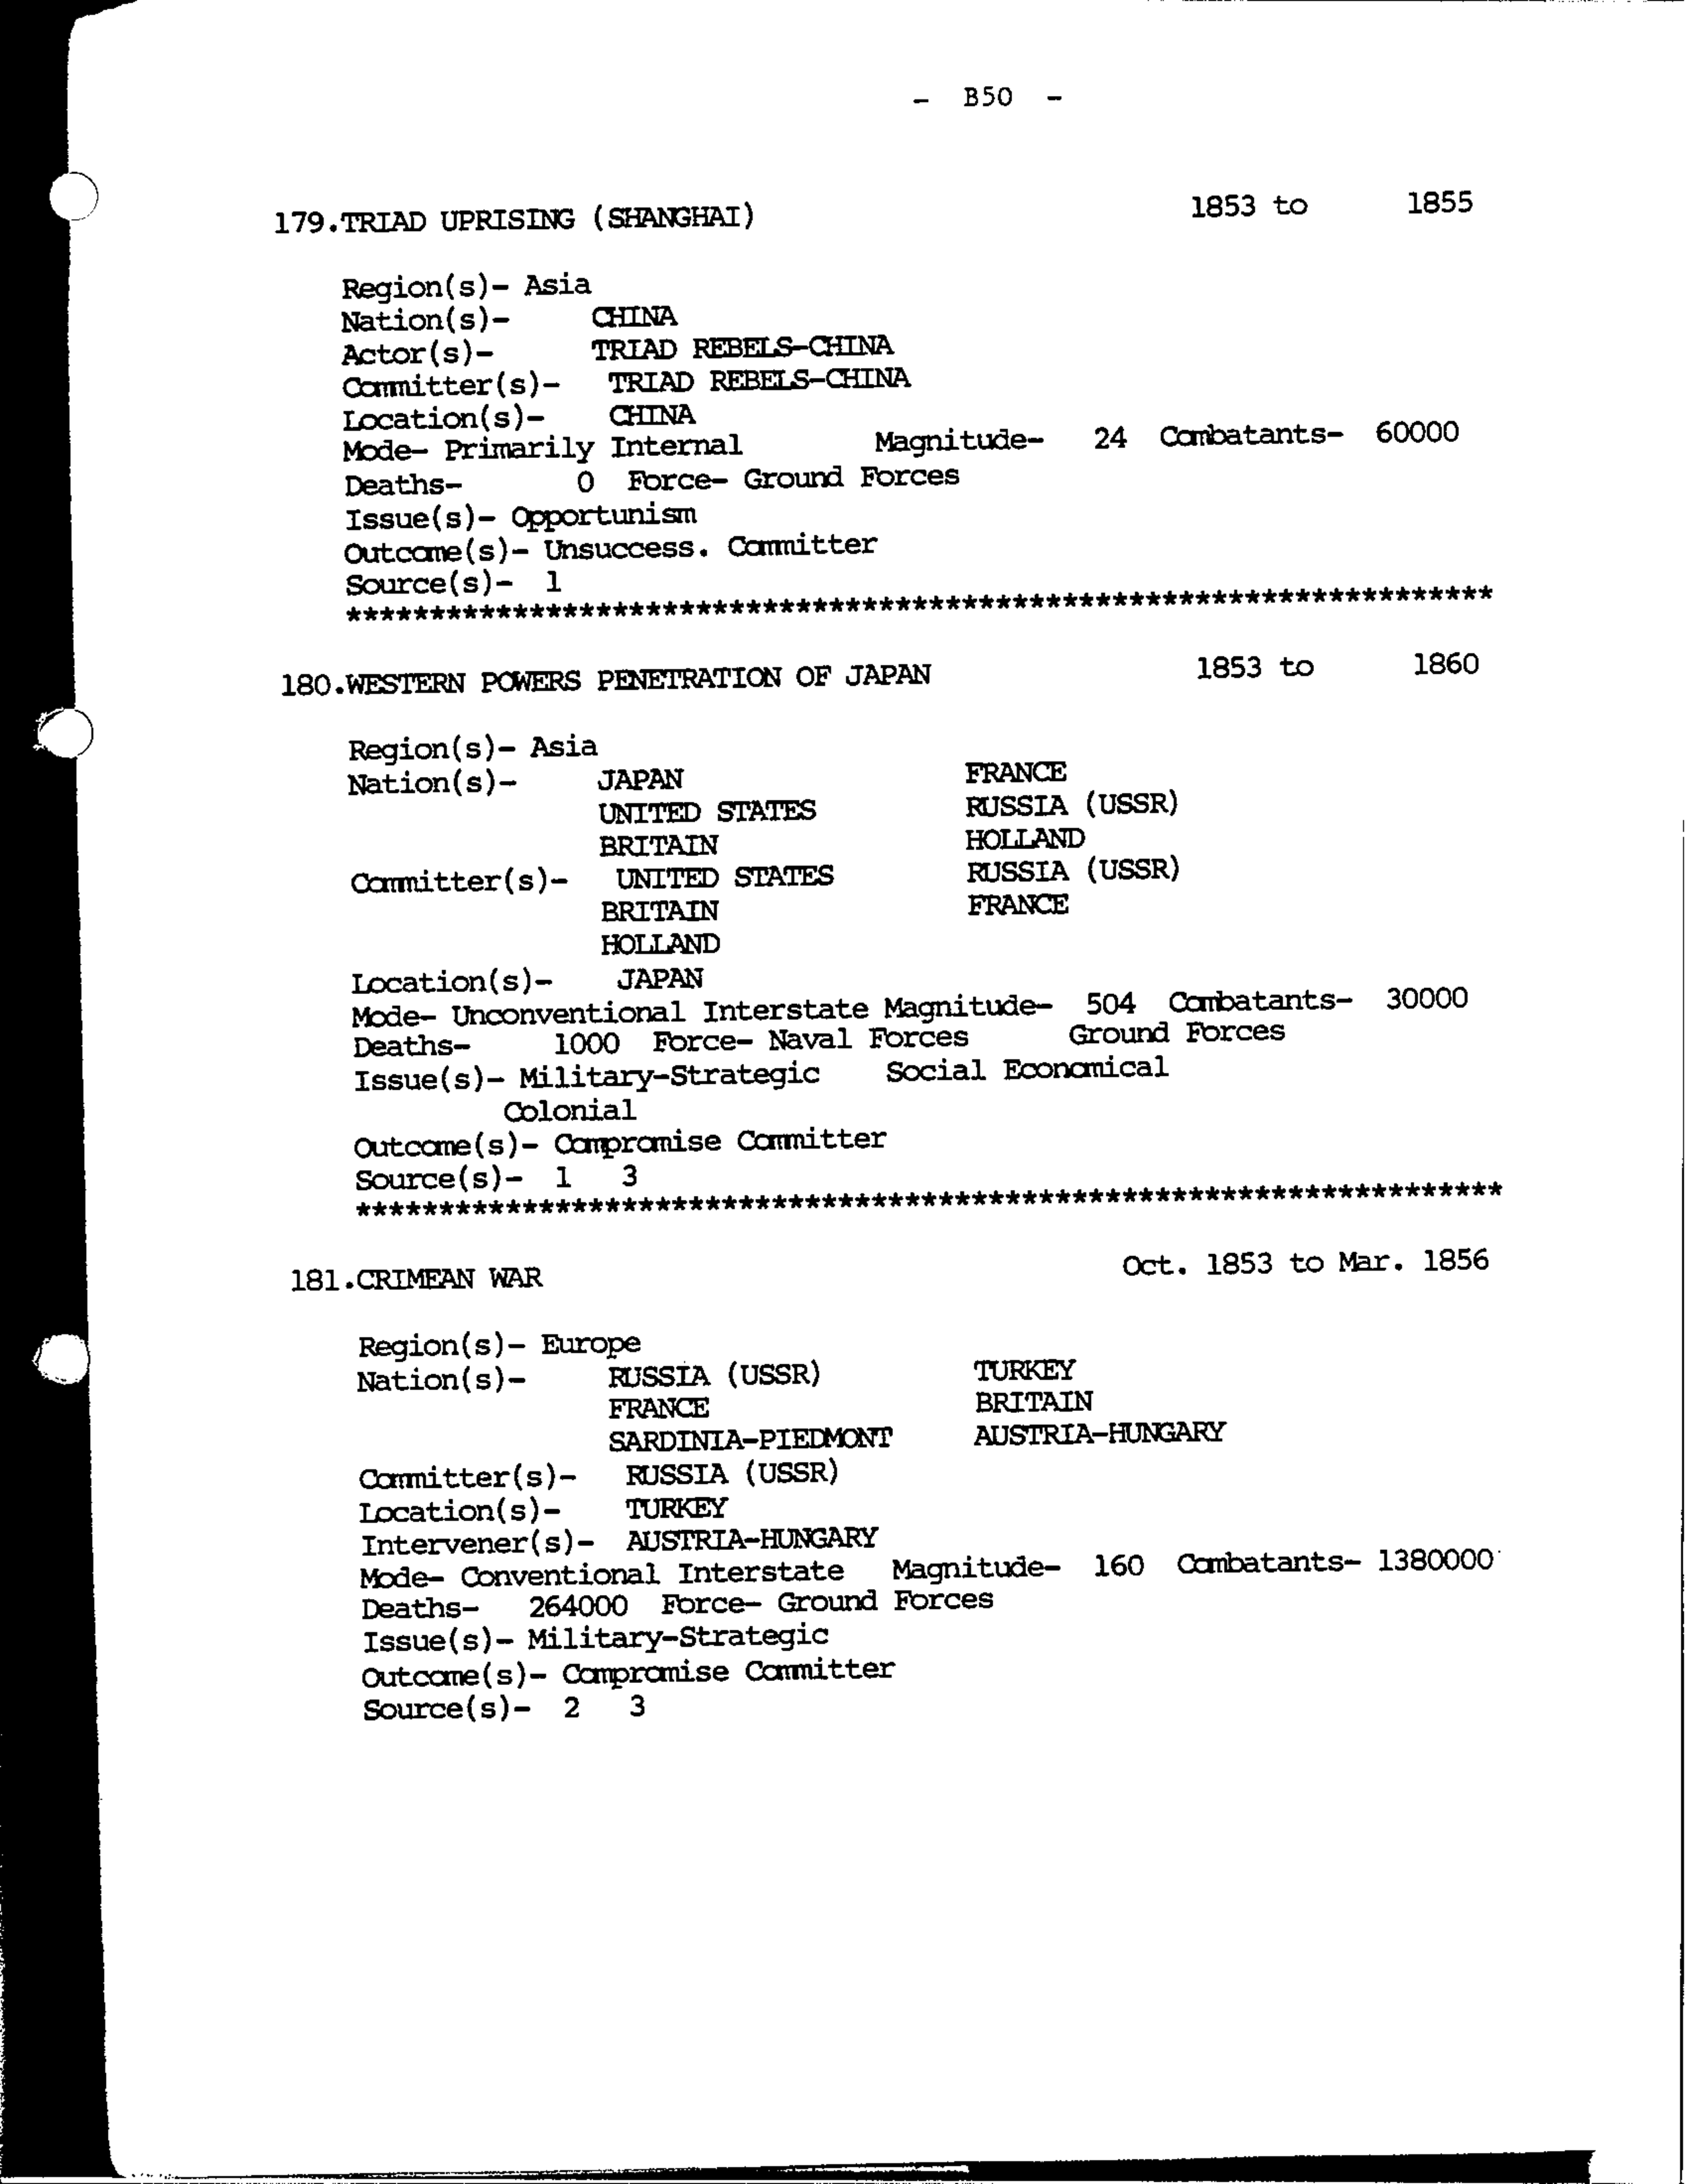 - B50 -
179.TRIAD UPRISING (SHANGHAI) 1853 to 1855
Region(s)- Asia
Nation(s)- CHINA
Actor(s)- TRIAD REBELS-CHINA
Committer(s)- TRIAD REBELS-CHINA
Location(s)- CHINA
Mode- Primarily Internal Magnitude- 24 Combatants- 60000
Deaths- 0 Force- Ground Forces
Issue(s)- Opportunism
Outcome(s)- Unsuccess. Committer
Source(s)- 1
*********************************************************************
180.WESTERN POWERS PENETRATION OF JAPAN 1853 to 1860
Region(s)- Asia
Nation(s)- JAPAN FRANCE
UNITED STATES RUSSIA (USSR)
BRITAIN HOLLAND
Committer(s)- UNITED STATES RUSSIA (USSR)
BRITAIN FRANCE
HOLLAND
Location(s)- JAPAN
Mode- Unconventional Interstate Magnitude- 504 Combatants- 30000
Deaths- 1000 Force- Naval Forces Ground Forces
Issue(s)- Military-Strategic Social Economical
Colonial
Outcome(s)- Compromise Committer
Source(s)- 1 3
*********************************************************************
181.CRIMEAN WAR Oct. 1853 to Mar. 1856
Region(s)- Europe
Nation(s)- RUSSIA (USSR) TURKEY
FRANCE BRITAIN
SARDINIA-PIEDMONT AUSTRIA-HUNGARY
Committer(s)- RUSSIA (USSR)
Location(s)- TURKEY
Intervener(s)- AUSTRIA-HUNGARY
Mode- Conventional Interstate Magnitude- 160 Combatants- 1380000
Deaths- 264000 Force- Ground Forces
Issue(s)- Military-Strategic
Outcome(s)- Compromise Committer
Source(s)- 2 3